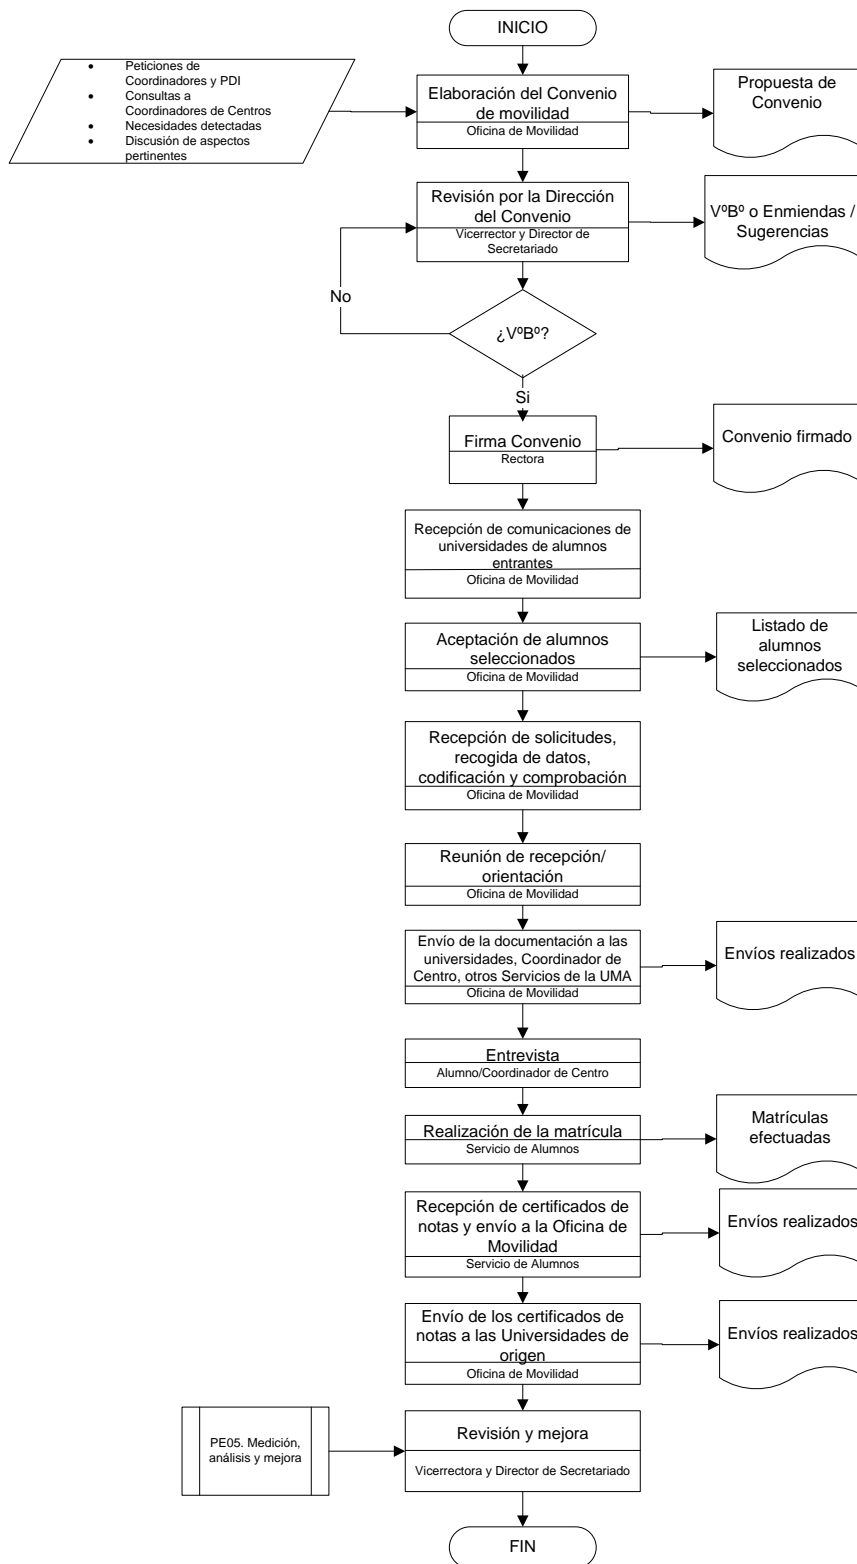 INICIO
• Peticiones de
Coordinadores y PDI
• Consultas a
Coordinadores de Centros
• Necesidades detectadas
• Discusión de aspectos
pertinentes
Elaboración del Convenio
de movilidad
Oficina de Movilidad
Propuesta de
Convenio
Revisión por la Dirección
del Convenio
Vicerrector y Director de
Secretariado
VºBº o Enmiendas /
Sugerencias
No
¿VºBº?
Si
Firma Convenio
Rectora
Convenio firmado
Recepción de comunicaciones de
universidades de alumnos
entrantes
Oficina de Movilidad
Aceptación de alumnos
seleccionados
Oficina de Movilidad
Listado de
alumnos
seleccionados
Recepción de solicitudes,
recogida de datos,
codificación y comprobación
Oficina de Movilidad
Reunión de recepción/
orientación
Oficina de Movilidad
Envío de la documentación a las
universidades, Coordinador de
Centro, otros Servicios de la UMA
Oficina de Movilidad
Envíos realizados
Entrevista
Alumno/Coordinador de Centro
Realización de la matrícula
Servicio de Alumnos
Matrículas
efectuadas
Recepción de certificados de
notas y envío a la Oficina de
Movilidad
Servicio de Alumnos
Envíos realizados
Envío de los certificados de
notas a las Universidades de
origen
Oficina de Movilidad
Envíos realizados
PE05. Medición,
análisis y mejora
Revisión y mejora
Vicerrectora y Director de Secretariado
FIN